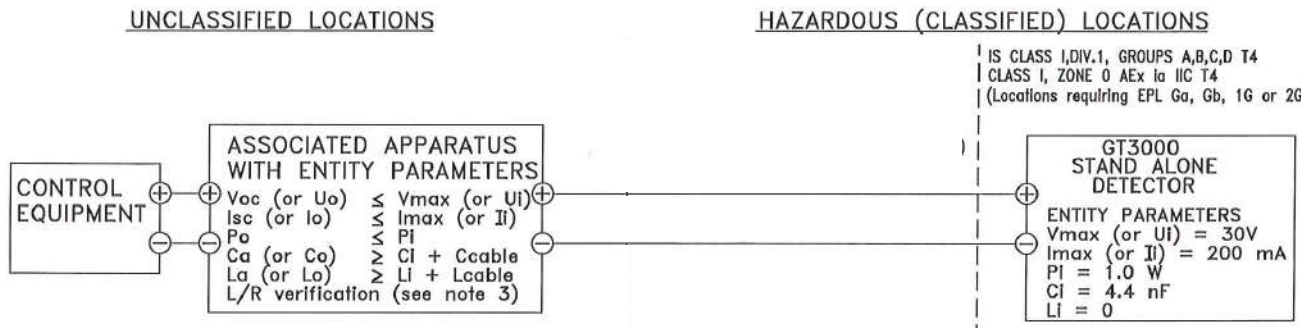 UNCLASSIFIED LOCATIONS
HAZARDOUS (CLASSIFIED) LOCATIONS
IS CLASS I,DIV.1, GROUPS A,B,C,D T4
CLASS I, ZONE 0 AEx ia IIC T4
(Locations requiring EPL Ga, Gb, 1G or 2G
CONTROL
EQUIPMENT
ASSOCIATED APPARATUS
WITH ENTITY PARAMETERS
Voc (or Uo) ≤ Vmax (or Ui)
Isc (or Io) ≤ Imax (or Ii)
Po ≤ Pi
Ca (or Co) ≥ Ci + Ccable
La (or Lo) ≥ Li + Lcable
L/R verification (see note 3)
GT3000
STAND ALONE
DETECTOR
ENTITY PARAMETERS
Vmax (or Ui) = 30V
Imax (or Ii) = 200 mA
Pi = 1.0 W
Ci = 4.4 nF
Li = 0